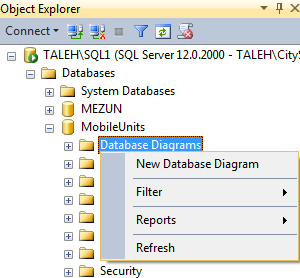 Object Explorer
Connect
TALEH\SQL1 (SQL Server 12.0.2000 - TALEH\CityS
Databases
System Databases
MEZUN
MobileUnits
Database Diagrams
New Database Diagram
Filter
Reports
Refresh
Security